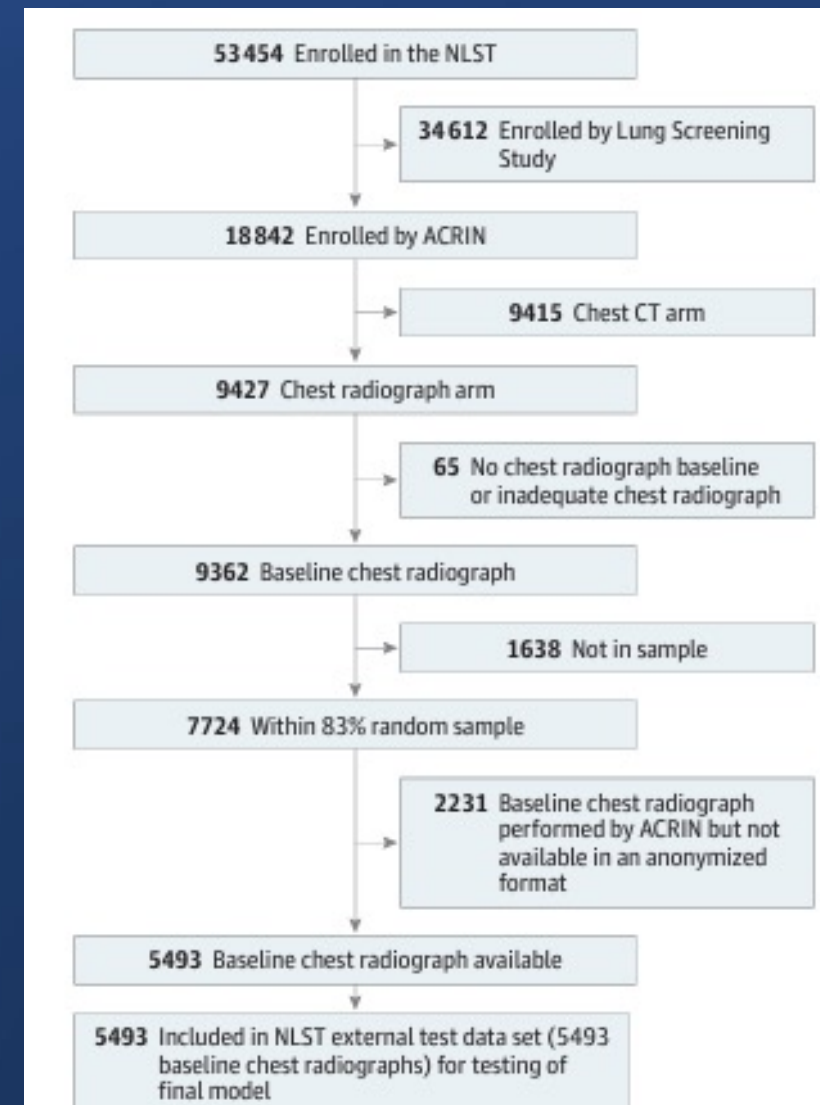 53454 Enrolled in the NLST
34612 Enrolled by Lung Screening
Study
18842 Enrolled by ACRIN
9415 Chest CT arm
9427 Chest radiograph arm
65 No chest radiograph baseline
or inadequate chest radiograph
9362 Baseline chest radiograph
1638 Not in sample
7724 Within 83% random sample
2231 Baseline chest radiograph
performed by ACRIN but not
available in an anonymized
format
5493 Baseline chest radiograph available
5493 Included in NLST external test data set (5493
baseline chest radiographs) for testing of
final model